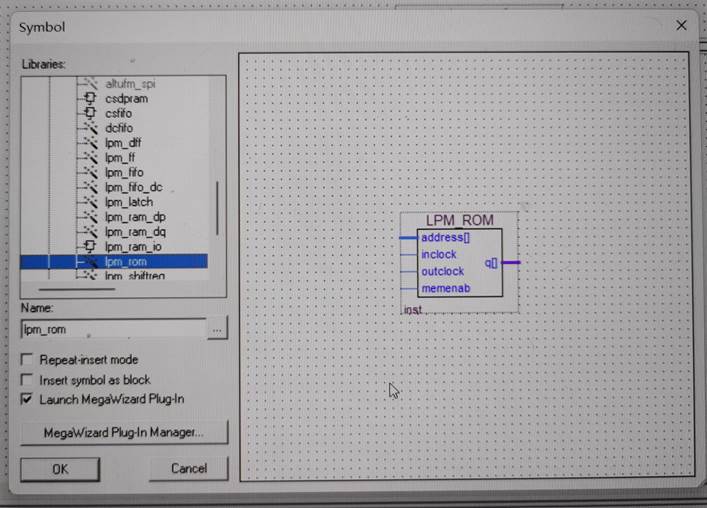 Symbol
Libraries:
altufm_spi
csdpram
csfifo
dcfifo
lpm_dff
lpm_ff
lpm_fifo
lpm_fifo_dc
lpm_latch
lpm_ram_dp
lpm_ram_dq
lpm_ram_io
lpm_rom
lpm_shiftreg
Name:
lpm_rom
...
Repeat-insert mode
Insert symbol as block
Launch MegaWizard Plug-In
MegaWizard Plug-In Manager...
OK
Cancel
LPM_ROM
address[]
inclock
outclock
memenab
q[]
inst